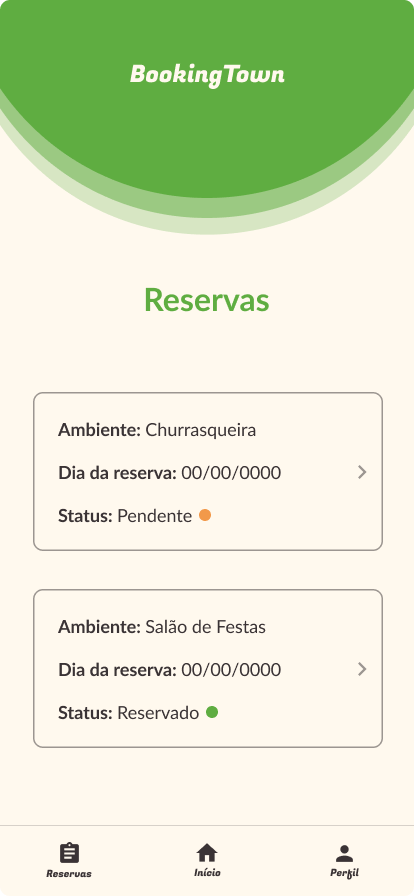 BookingTown
Reservas
Ambiente: Churrasqueira
Dia da reserva: 00/00/0000
Status: Pendente
Ambiente: Salão de Festas
Dia da reserva: 00/00/0000
Status: Reservado
Reservas Início Perfil